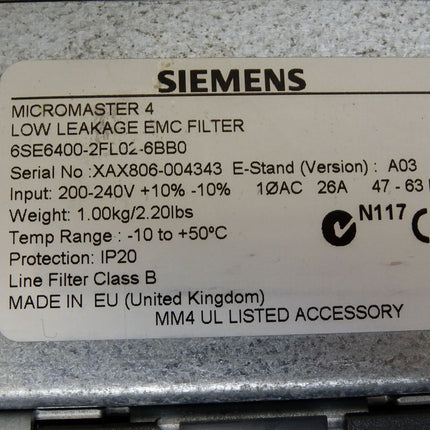 SIEMENS
MICROMASTER 4
LOW LEAKAGE EMC FILTER
6SE6400-2FL02-6BB0
Serial No :XAX806-004343 E-Stand (Version) : A03
Input: 200-240V +10% -10% 1ØAC 26A 47 - 63
Weight: 1.00kg/2.20lbs
N117
Temp Range : -10 to +50°C
Protection: IP20
Line Filter Class B
MADE IN EU (United Kingdom)
MM4 UL LISTED ACCESSORY